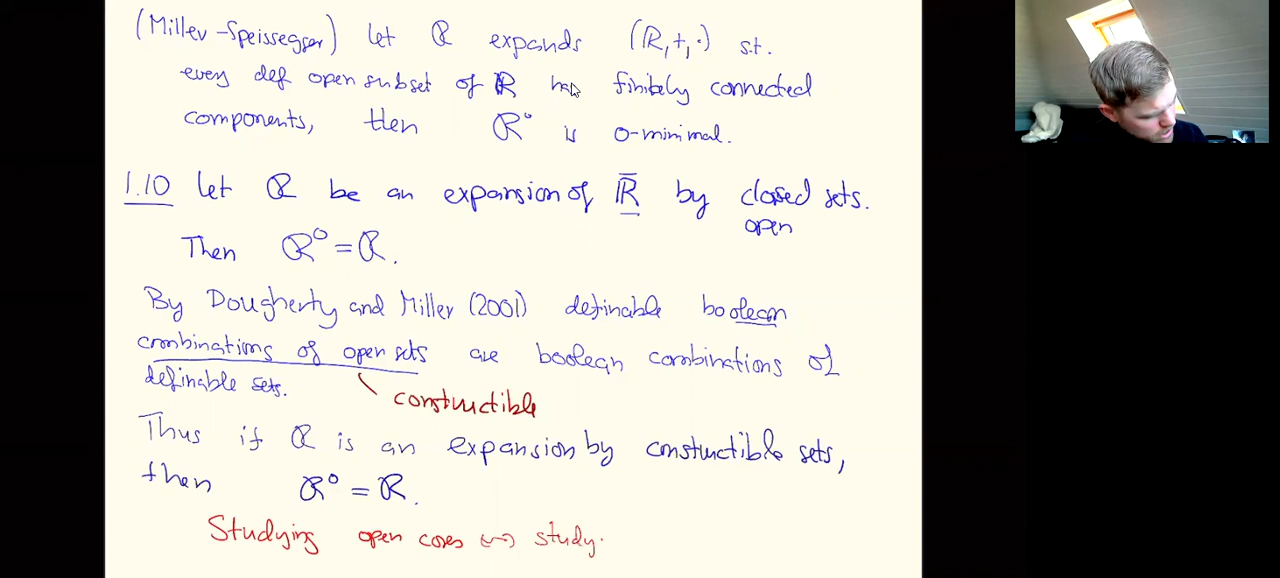 (Miller-Speissegger) Let R expands (R,+,·) s.t.
every def open subset of R has finitely connected
components, then R° is o-minimal.
1.10 Let R be an expansion of R̅ by closed sets.
open
Then R° = R.
By Dougherty and Miller (2001) definable boolean
combinations of open sets are boolean combinations of
definable sets.
constructible
Thus if R is an expansion by constructible sets,
then R° = R.
Studying open cores ↔ study.